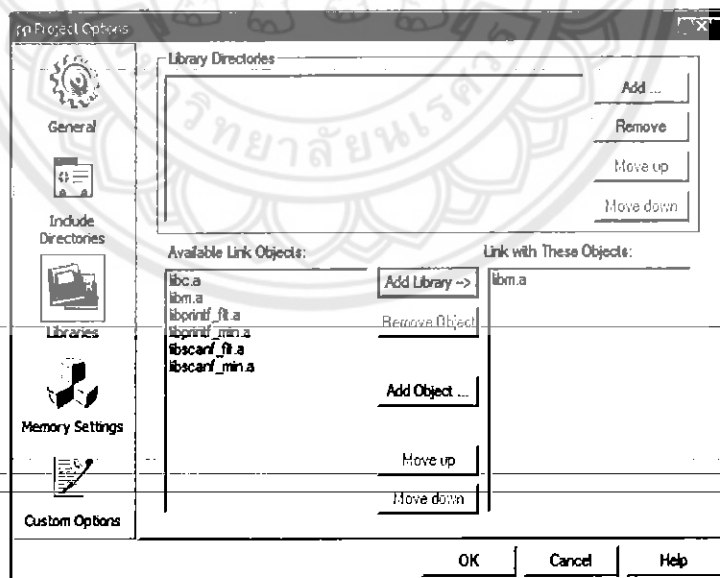 pp Project Options
General
Include
Directories
Libraries
Memory Settings
Custom Options
Library Directories
Add ...
Remove
Move up
Move down
Available Link Objects:
libc.a
libm.a
libprintf_flt.a
libprintf_min.a
libscanf_flt.a
libscanf_min.a
Add Library -->
Remove Object
Add Object ...
Move up
Move down
Link with These Objects:
libm.a
OK
Cancel
Help